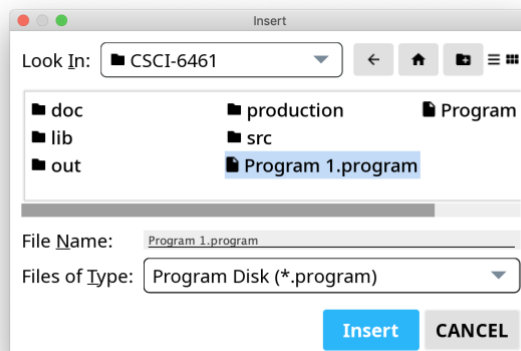 Insert
Look In: CSCI-6461
doc production Program
lib src
out Program 1.program
File Name: Program 1.program
Files of Type: Program Disk (*.program)
Insert CANCEL